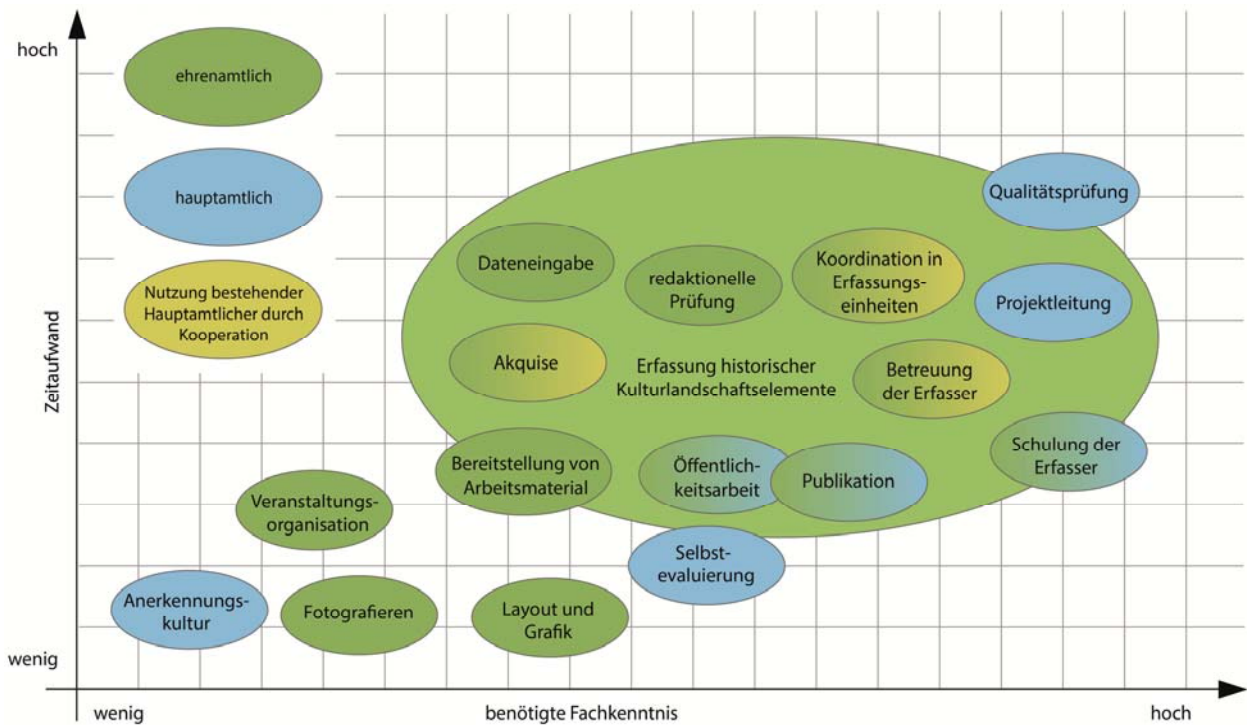 hoch
ehrenamtlich
hauptamtlich
Nutzung bestehender
Hauptamtlicher durch
Kooperation
Zeitaufwand
Qualitätsprüfung
Dateneingabe
redaktionelle
Prüfung
Koordination in
Erfassungs-
einheiten
Projektleitung
Akquise
Erfassung historischer
Kulturlandschaftselemente
Betreuung
der Erfasser
Bereitstellung von
Arbeitsmaterial
Öffentlich-
keitsarbeit
Publikation
Schulung der
Erfasser
Veranstaltungs-
organisation
Selbst-
evaluierung
Anerkennungs-
kultur
Fotografieren
Layout und
Grafik
wenig
wenig
benötigte Fachkenntnis
hoch